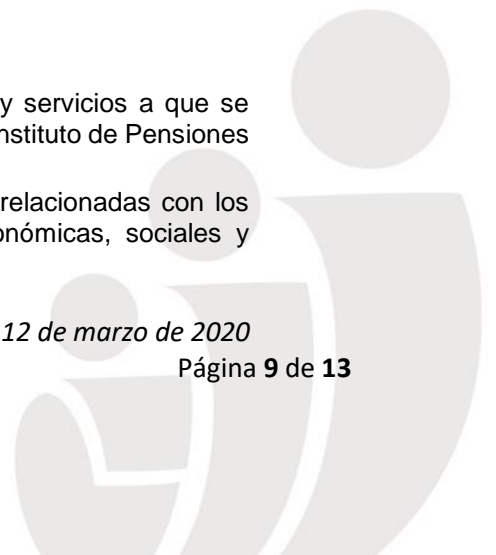 y servicios a que se
nstituto de Pensiones
relacionadas con los
onómicas, sociales y
12 de marzo de 2020
Página 9 de 13